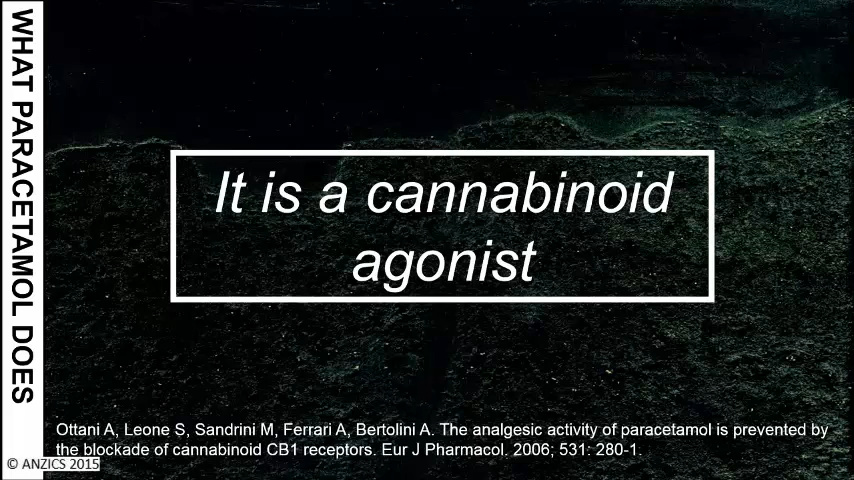 WHAT PARACETAMOL DOES
It is a cannabinoid
agonist
Ottani A, Leone S, Sandrini M, Ferrari A, Bertolini A. The analgesic activity of paracetamol is prevented by
the blockade of cannabinoid CB1 receptors. Eur J Pharmacol. 2006; 531: 280-1.
© ANZICS 2015